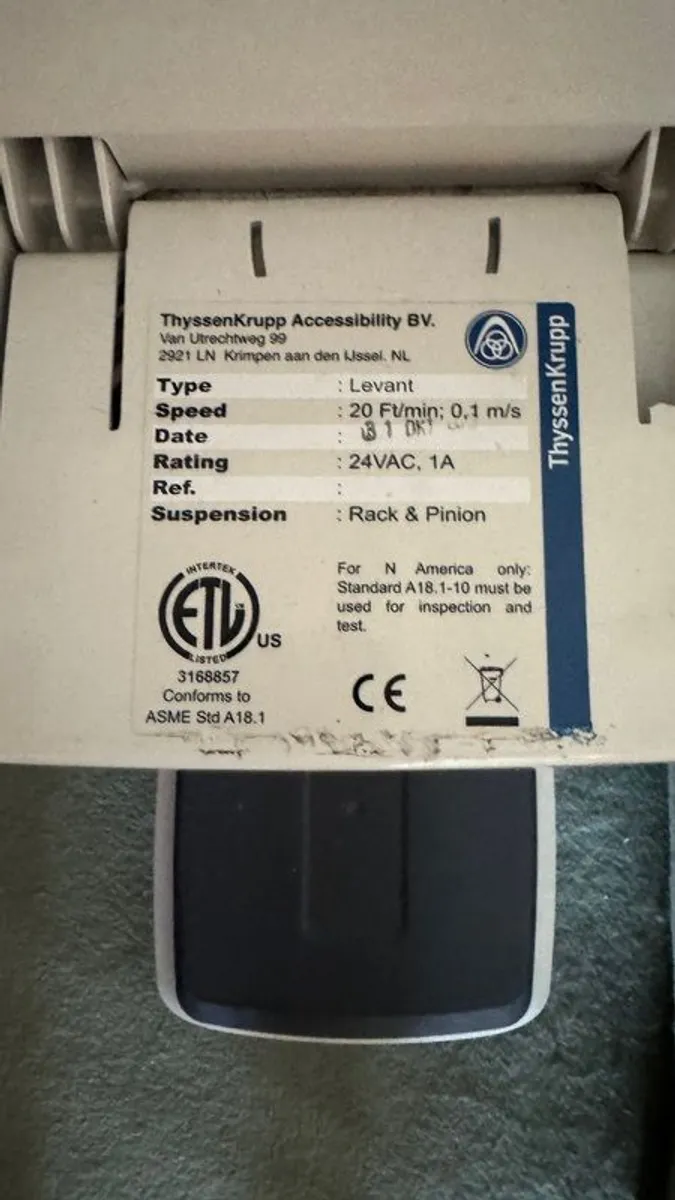 ThyssenKrupp Accessibility BV.
Van Utrechtweg 99
2921 LN Krimpen aan den IJssel. NL
ThyssenKrupp
Type : Levant
Speed : 20 Ft/min; 0,1 m/s
Date : 31 OKT
Rating : 24VAC, 1A
Ref. :
Suspension : Rack & Pinion
For N America only:
Standard A18.1-10 must be
used for inspection and
test.
INTERTEK
ETL
US
LISTED
3168857
Conforms to
ASME Std A18.1
CE